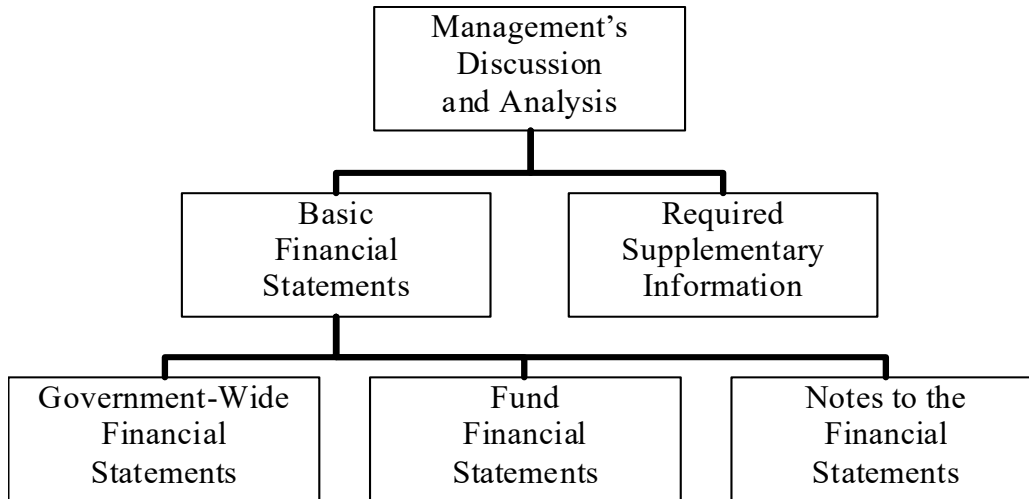 Management’s
Discussion
and Analysis
Basic
Financial
Statements
Required
Supplementary
Information
Government-Wide
Financial
Statements
Fund
Financial
Statements
Notes to the
Financial
Statements